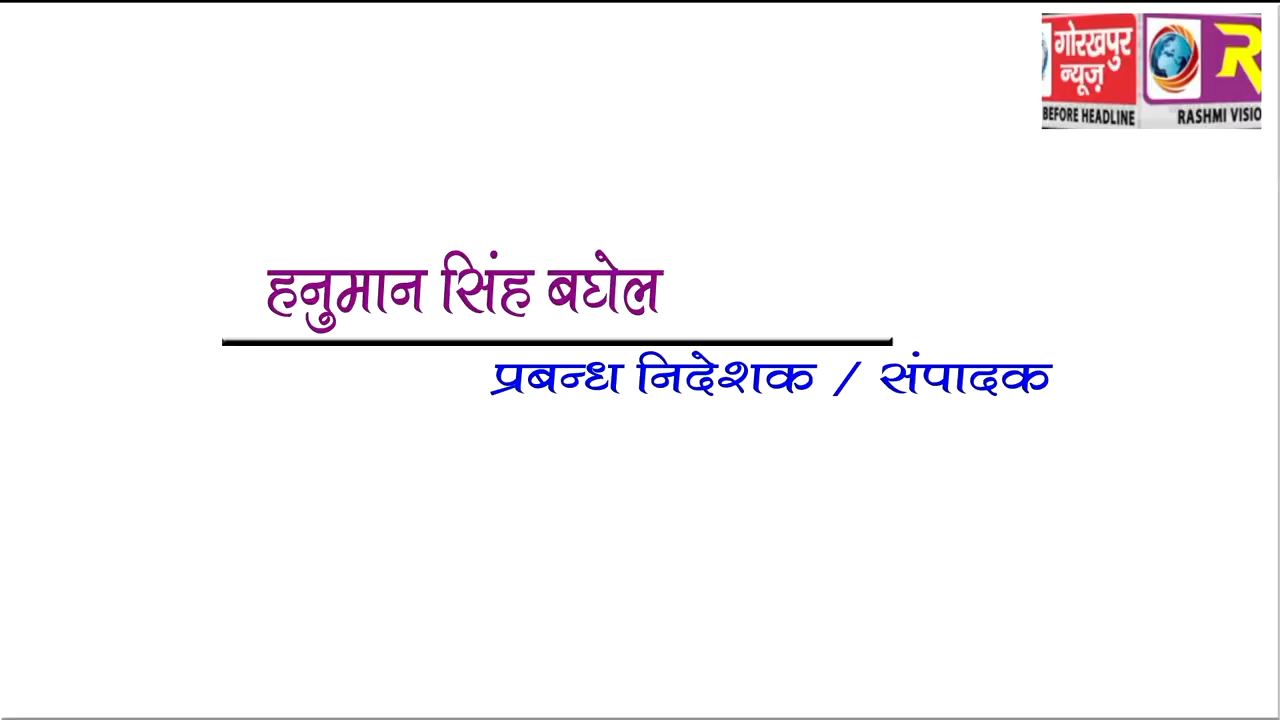 गोरखपुर
न्यूज़
BEFORE HEADLINE
R
RASHMI VISIO
हनुमान सिंह बघेल
प्रबन्ध निदेशक / संपादक